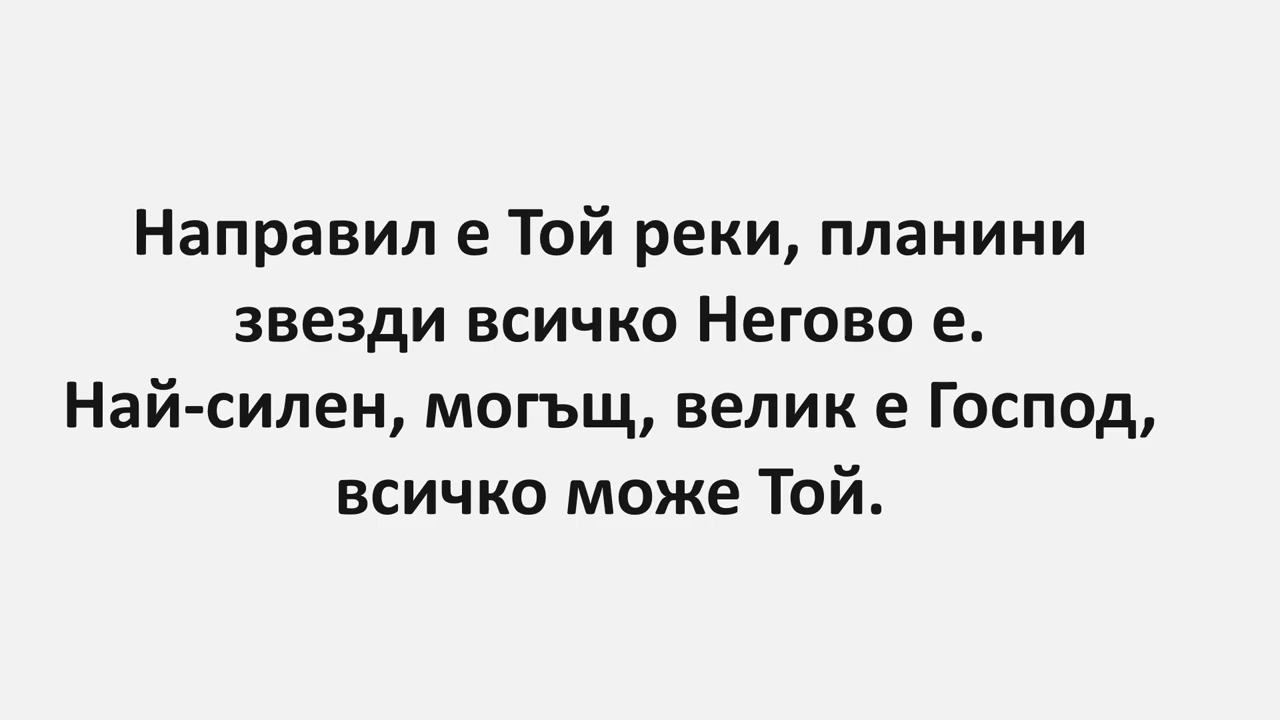 Направил е Той реки, планини
звезди всичко Негово е.
Най-силен, могъщ, велик е Господ,
всичко може Той.